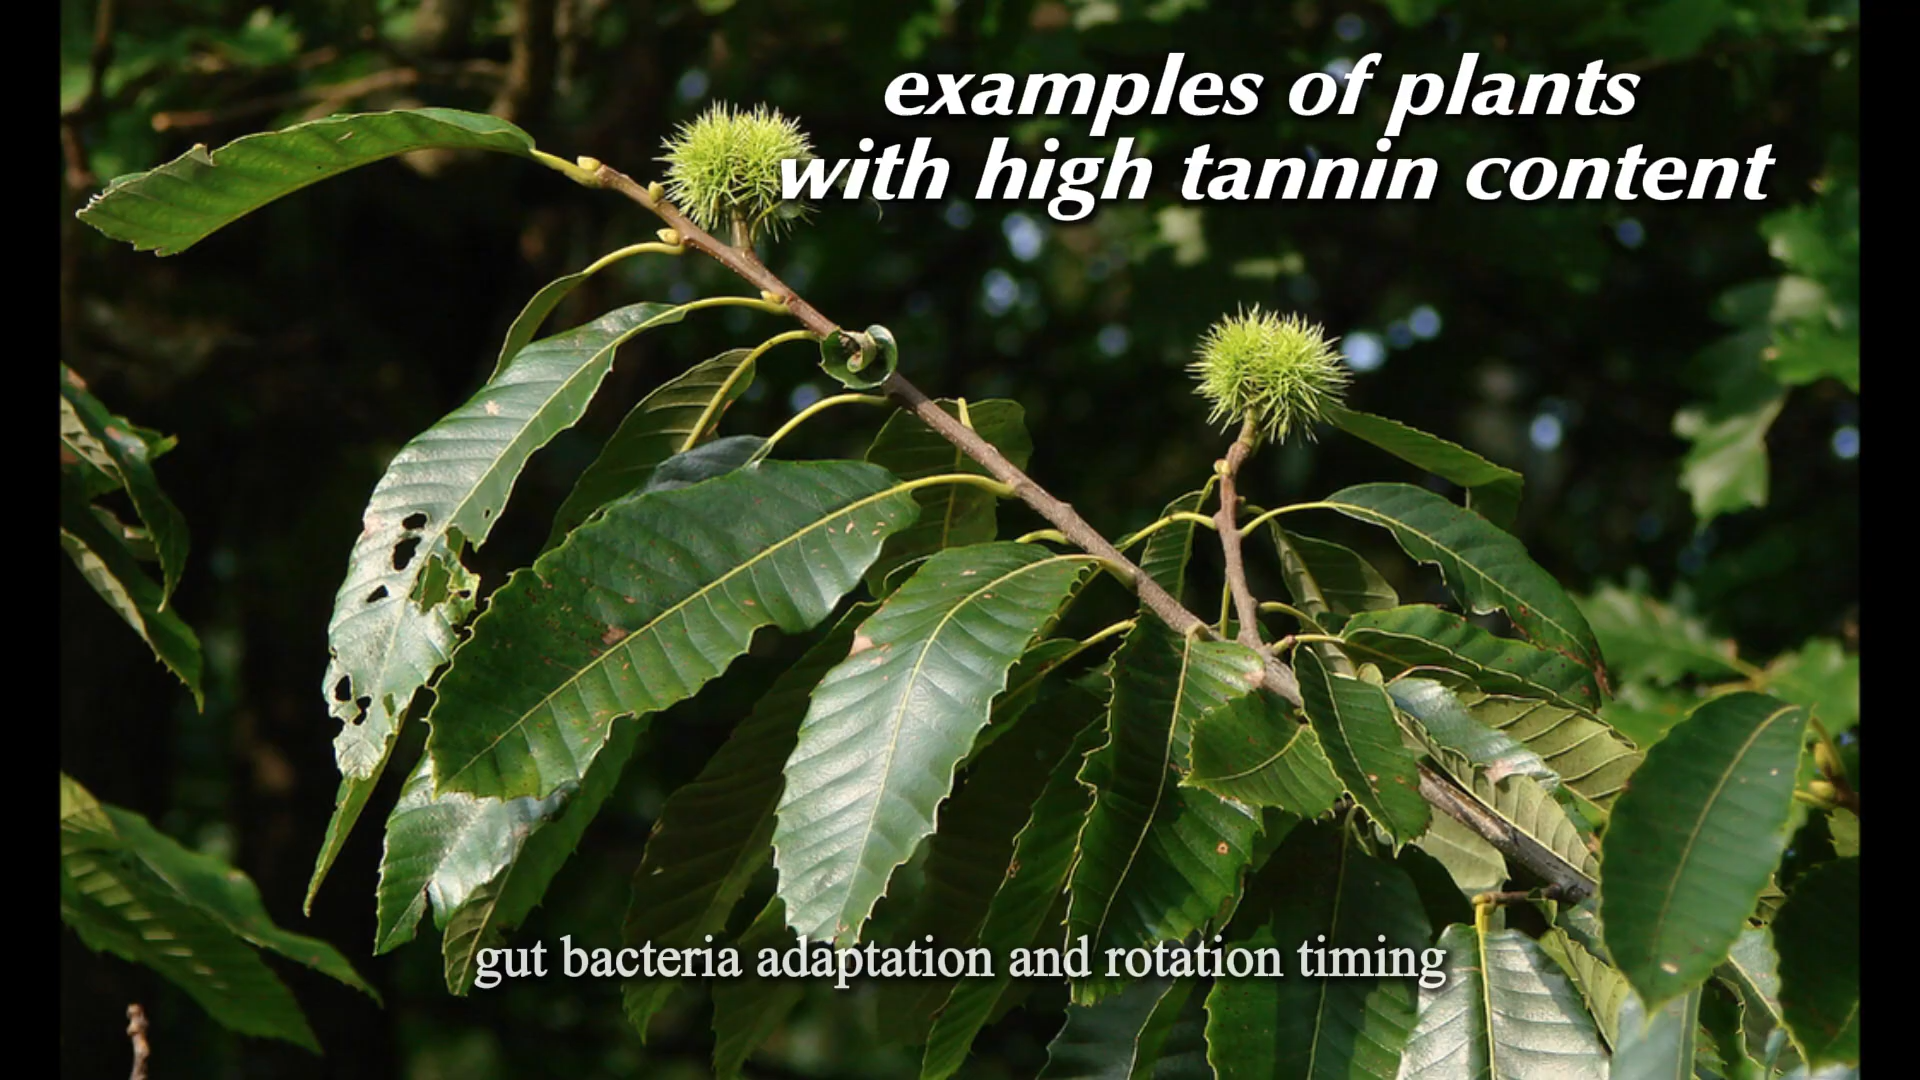 examples of plants
with high tannin content
gut bacteria adaptation and rotation timing